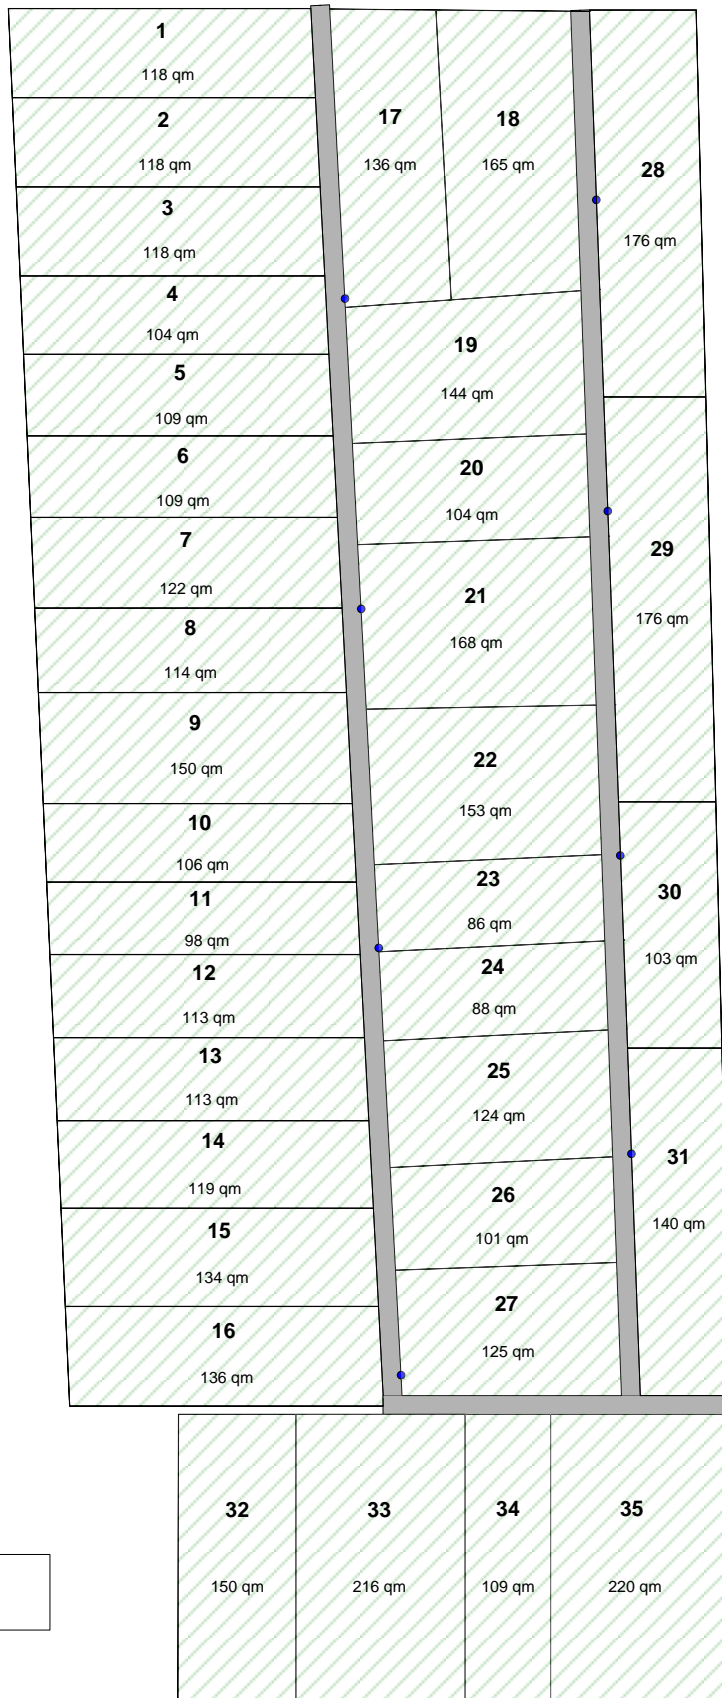 1
118 qm
2
118 qm
3
118 qm
4
104 qm
5
109 qm
6
109 qm
7
122 qm
8
114 qm
9
150 qm
10
106 qm
11
98 qm
12
113 qm
13
113 qm
14
119 qm
15
134 qm
16
136 qm
17
136 qm
18
165 qm
19
144 qm
20
104 qm
21
168 qm
22
153 qm
23
86 qm
24
88 qm
25
124 qm
26
101 qm
27
125 qm
28
176 qm
29
176 qm
30
103 qm
31
140 qm
32
150 qm
33
216 qm
34
109 qm
35
220 qm